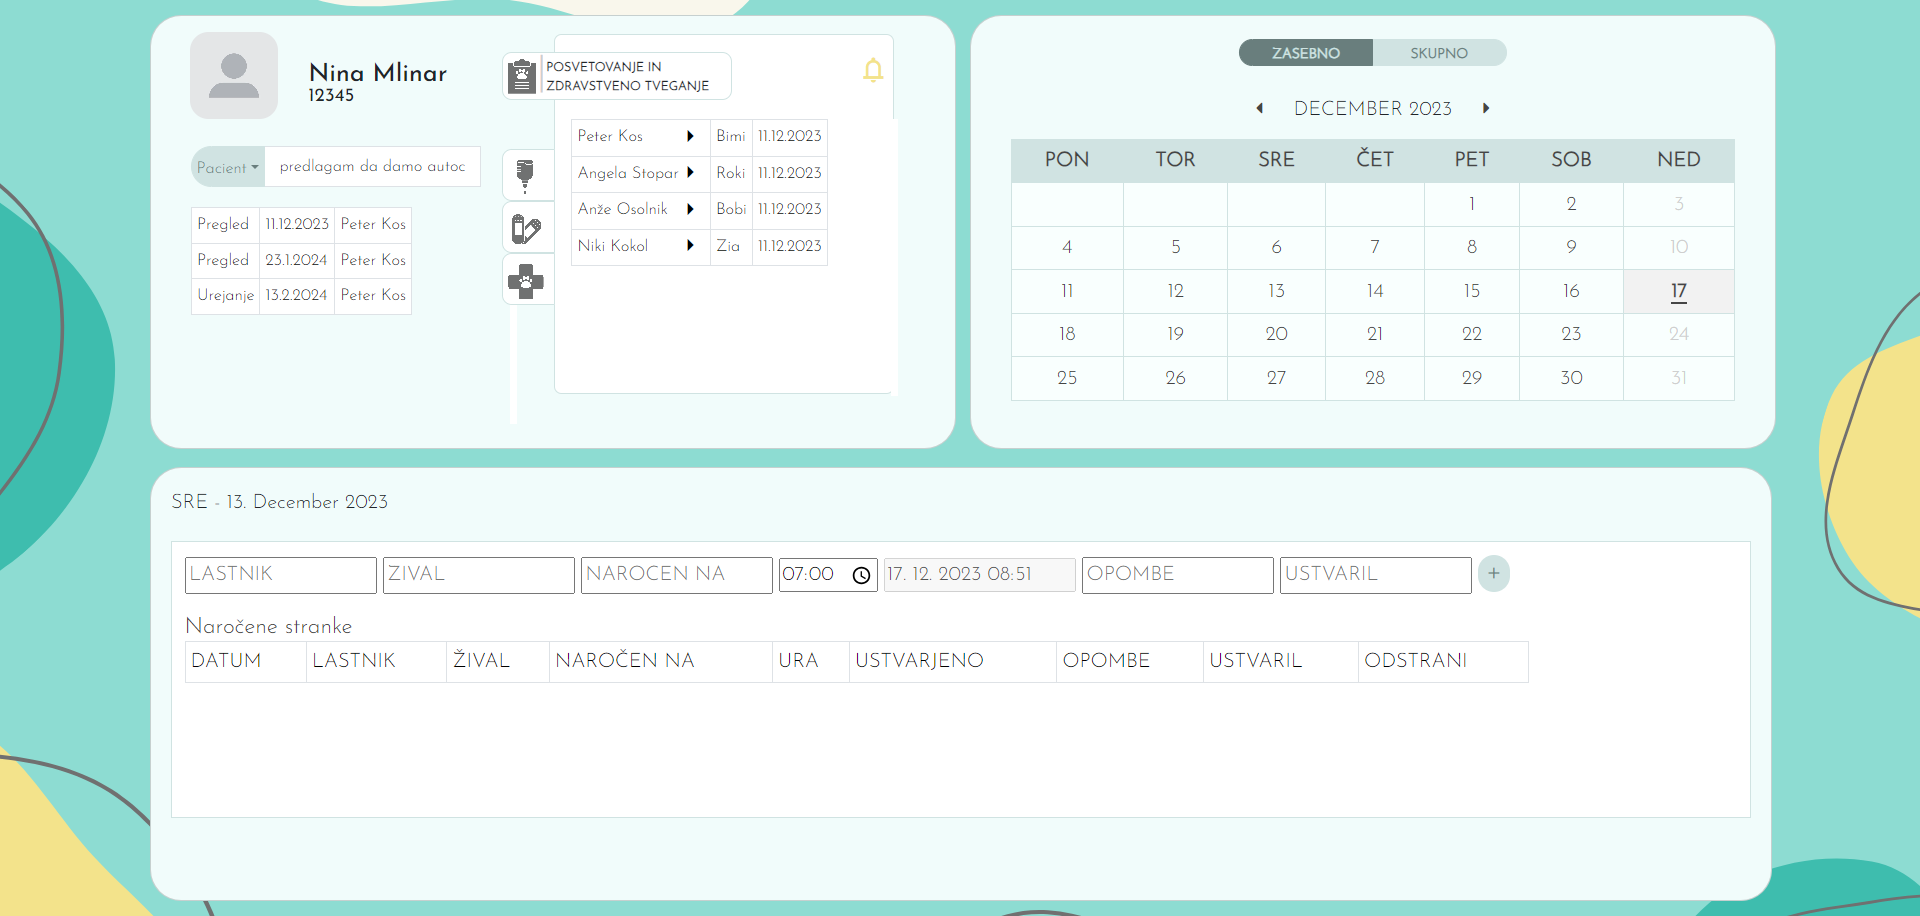 Nina Mlinar
12345
Pacient predlagam da damo autoc
Pregled 11.12.2023 Peter Kos
Pregled 23.1.2024 Peter Kos
Urejanje 13.2.2024 Peter Kos
POSVETOVANJE IN
ZDRAVSTVENO TVEGANJE
Peter Kos Bimi 11.12.2023
Angela Stopar Roki 11.12.2023
Anže Osolnik Bobi 11.12.2023
Niki Kokol Zia 11.12.2023
ZASEBNO SKUPNO
DECEMBER 2023
PON TOR SRE ČET PET SOB NED
1 2 3
4 5 6 7 8 9 10
11 12 13 14 15 16 17
18 19 20 21 22 23 24
25 26 27 28 29 30 31
SRE - 13. December 2023
LASTNIK ZIVAL NAROCEN NA 07:00 17. 12. 2023 08:51 OPOMBE USTVARIL +
Naročene stranke
DATUM LASTNIK ŽIVAL NAROČEN NA URA USTVARJENO OPOMBE USTVARIL ODSTRANI